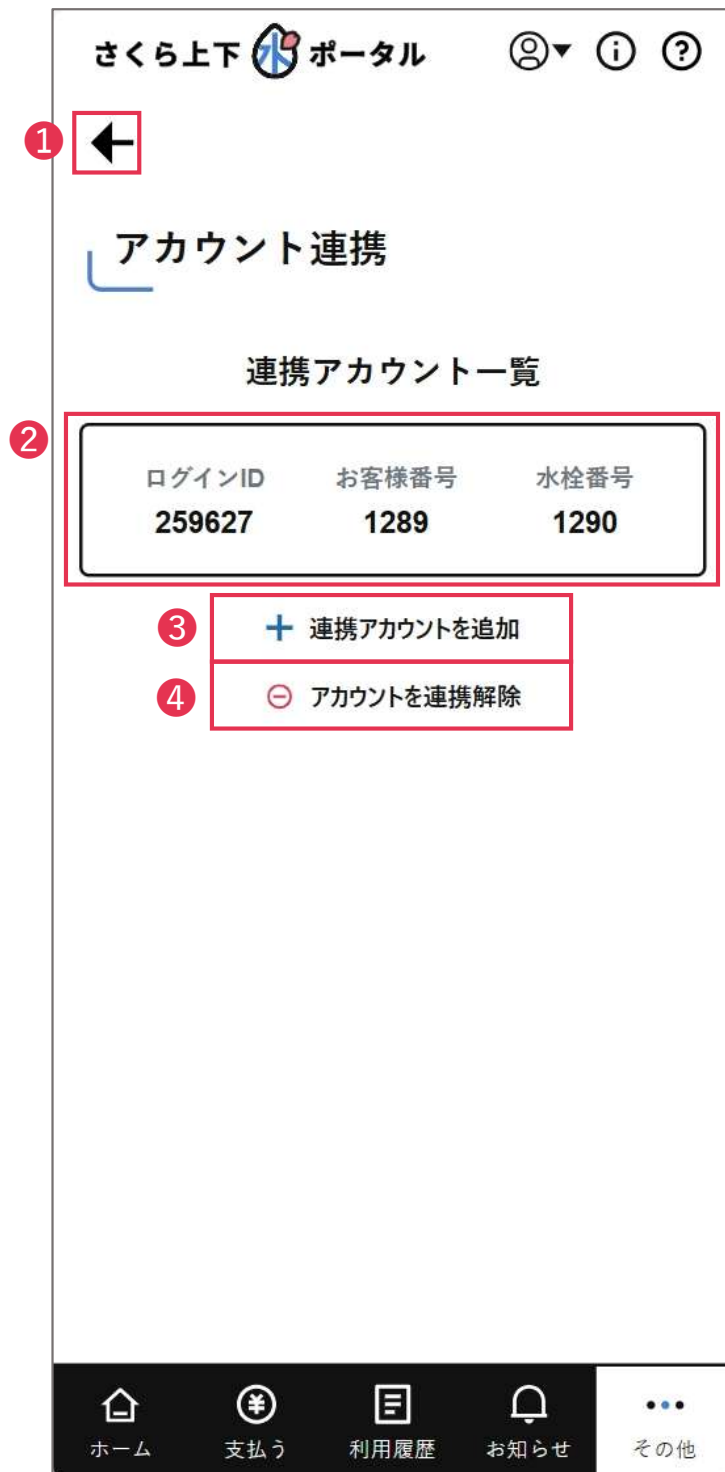 さくら上下水ポータル
1
アカウント連携
連携アカウント一覧
2
ログインID お客様番号 水栓番号
259627 1289 1290
3 連携アカウントを追加
4 アカウントを連携解除
ホーム 支払う 利用履歴 お知らせ その他